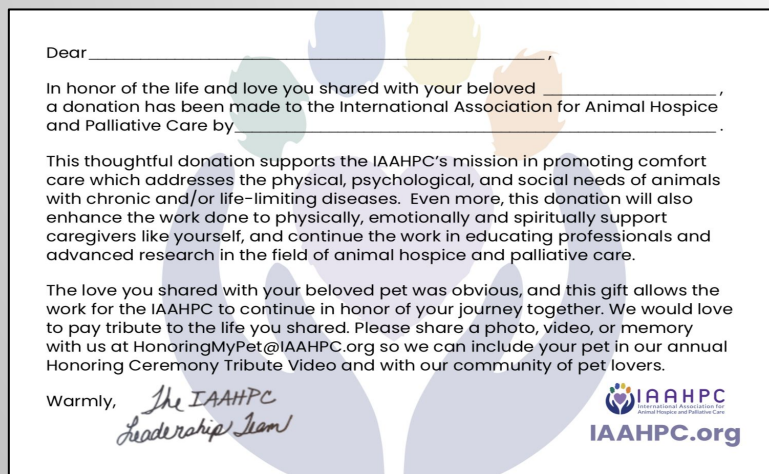 Dear ,
In honor of the life and love you shared with your beloved ,
a donation has been made to the International Association for Animal Hospice
and Palliative Care by .
This thoughtful donation supports the IAAHPC's mission in promoting comfort
care which addresses the physical, psychological, and social needs of animals
with chronic and/or life-limiting diseases.  Even more, this donation will also
enhance the work done to physically, emotionally and spiritually support
caregivers like yourself, and continue the work in educating professionals and
advanced research in the field of animal hospice and palliative care.
The love you shared with your beloved pet was obvious, and this gift allows the
work for the IAAHPC to continue in honor of your journey together. We would love
to pay tribute to the life you shared. Please share a photo, video, or memory
with us at HonoringMyPet@IAAHPC.org so we can include your pet in our annual
Honoring Ceremony Tribute Video and with our community of pet lovers.
Warmly,
The IAAHPC
Leadership Team
IAAHPC
International Association for
Animal Hospice and Palliative Care
IAAHPC.org